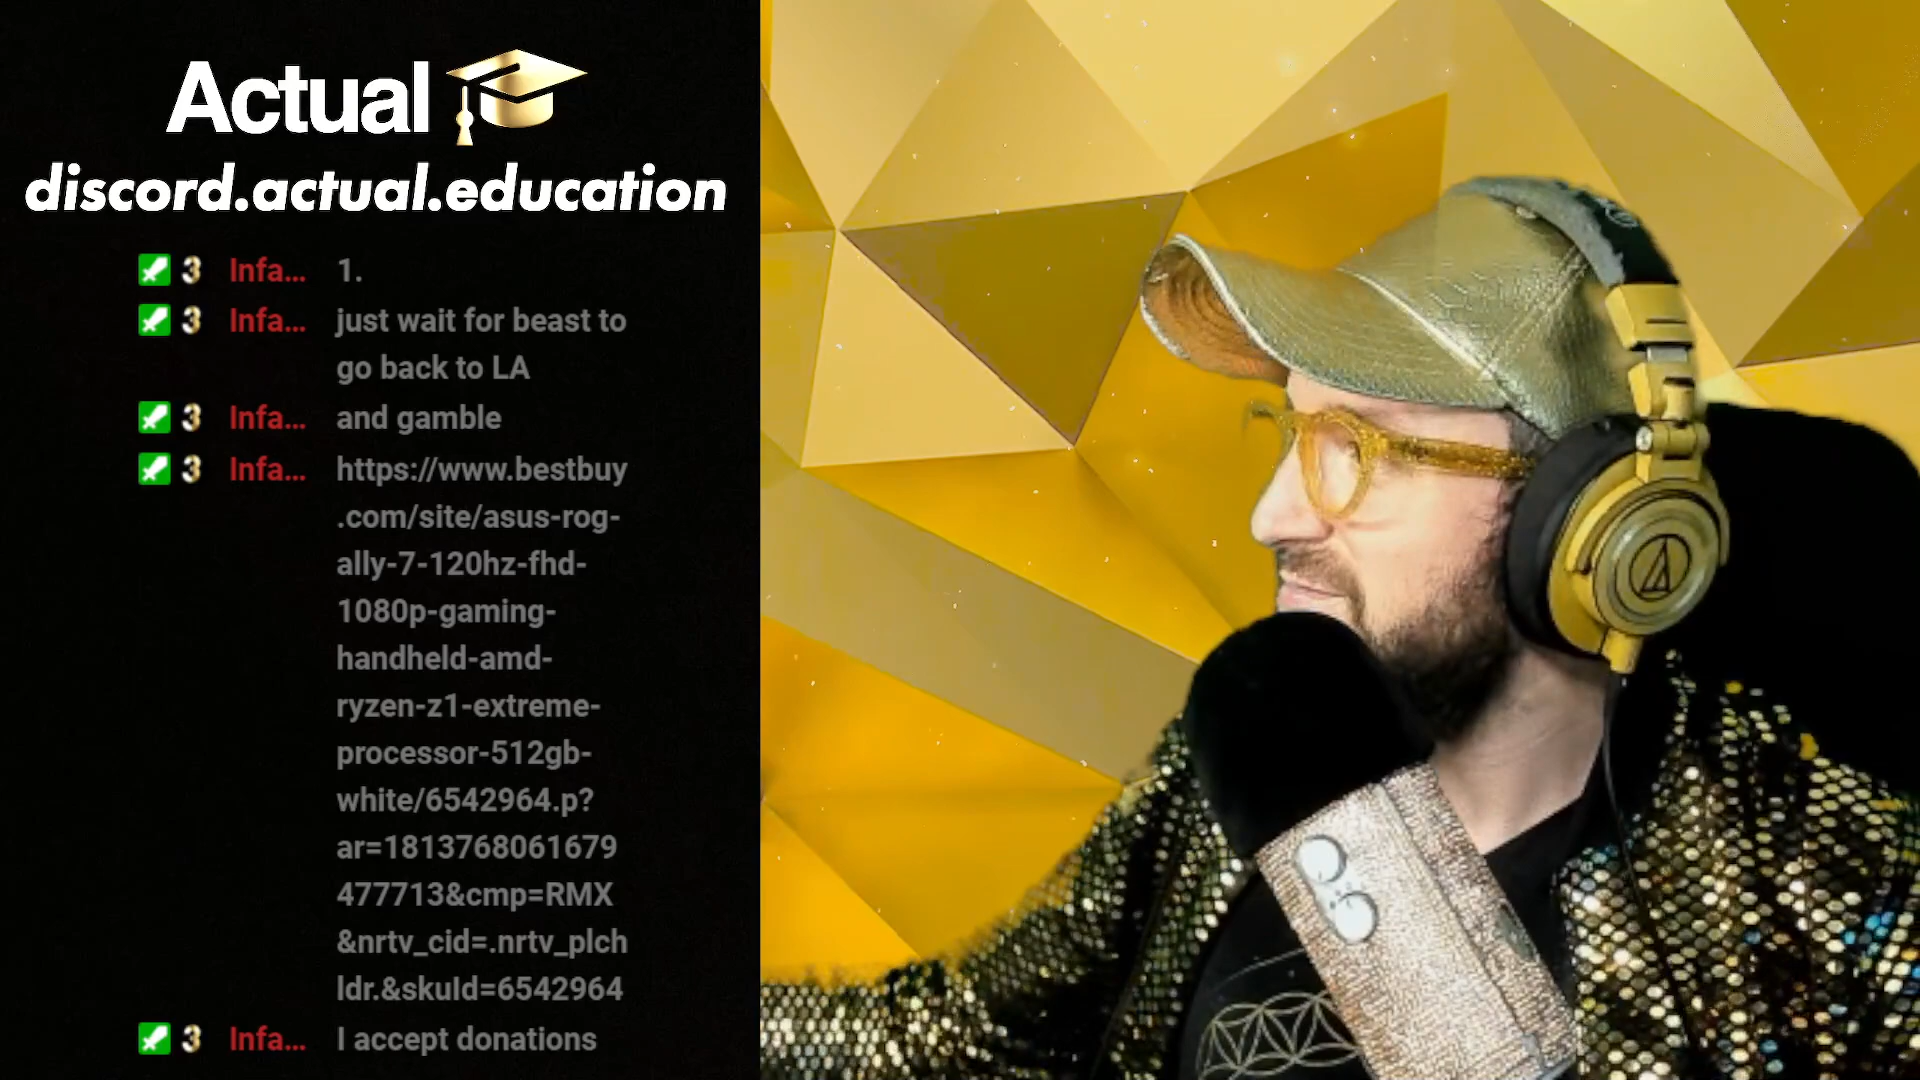 Actual
discord.actual.education
3 Infa... 1.
3 Infa... just wait for beast to
go back to LA
3 Infa... and gamble
3 Infa... https://www.bestbuy
.com/site/asus-rog-
ally-7-120hz-fhd-
1080p-gaming-
handheld-amd-
ryzen-z1-extreme-
processor-512gb-
white/6542964.p?
ar=1813768061679
477713&cmp=RMX
&nrtv_cid=.nrtv_plch
ldr.&skuId=6542964
3 Infa... I accept donations